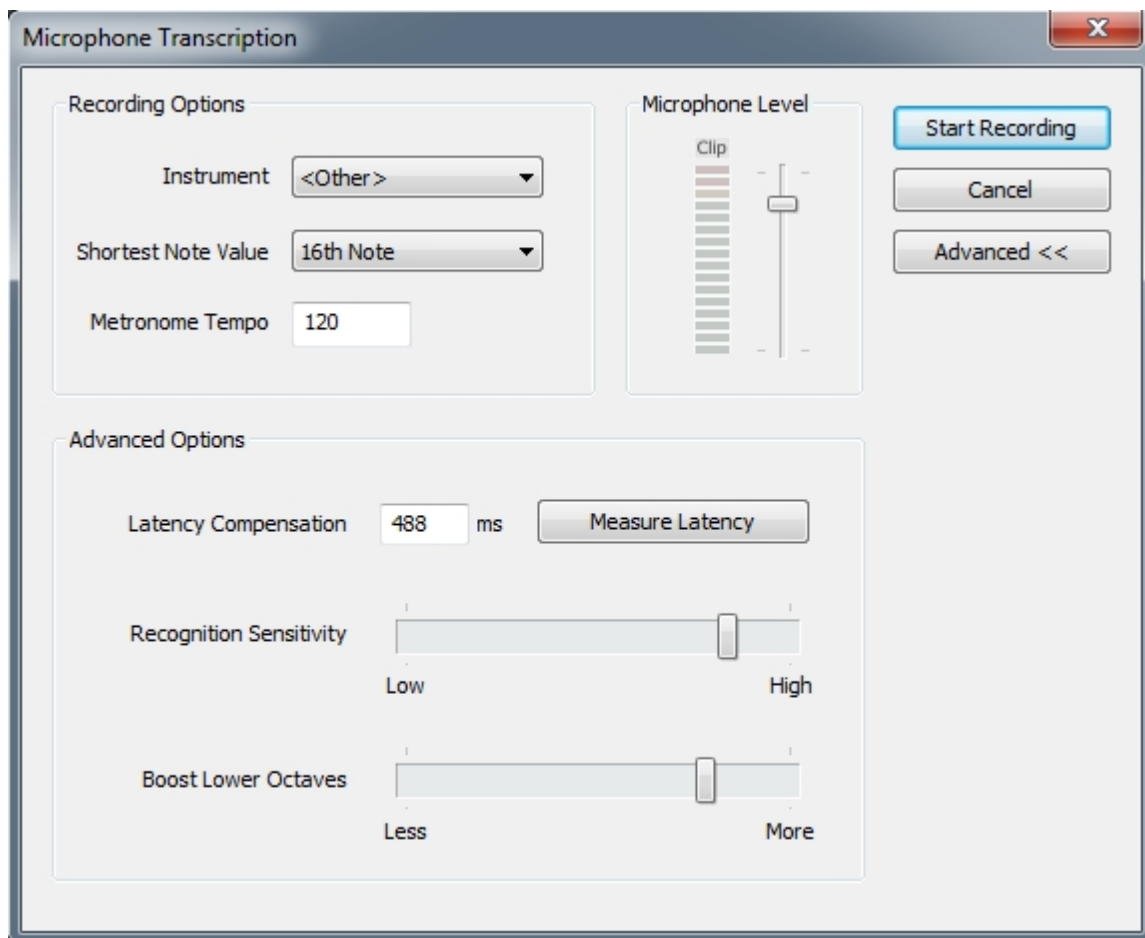 Microphone Transcription
X
Recording Options
Instrument <Other>
Shortest Note Value 16th Note
Metronome Tempo 120
Microphone Level
Clip
Start Recording
Cancel
Advanced <<
Advanced Options
Latency Compensation 488 ms Measure Latency
Recognition Sensitivity
Low High
Boost Lower Octaves
Less More